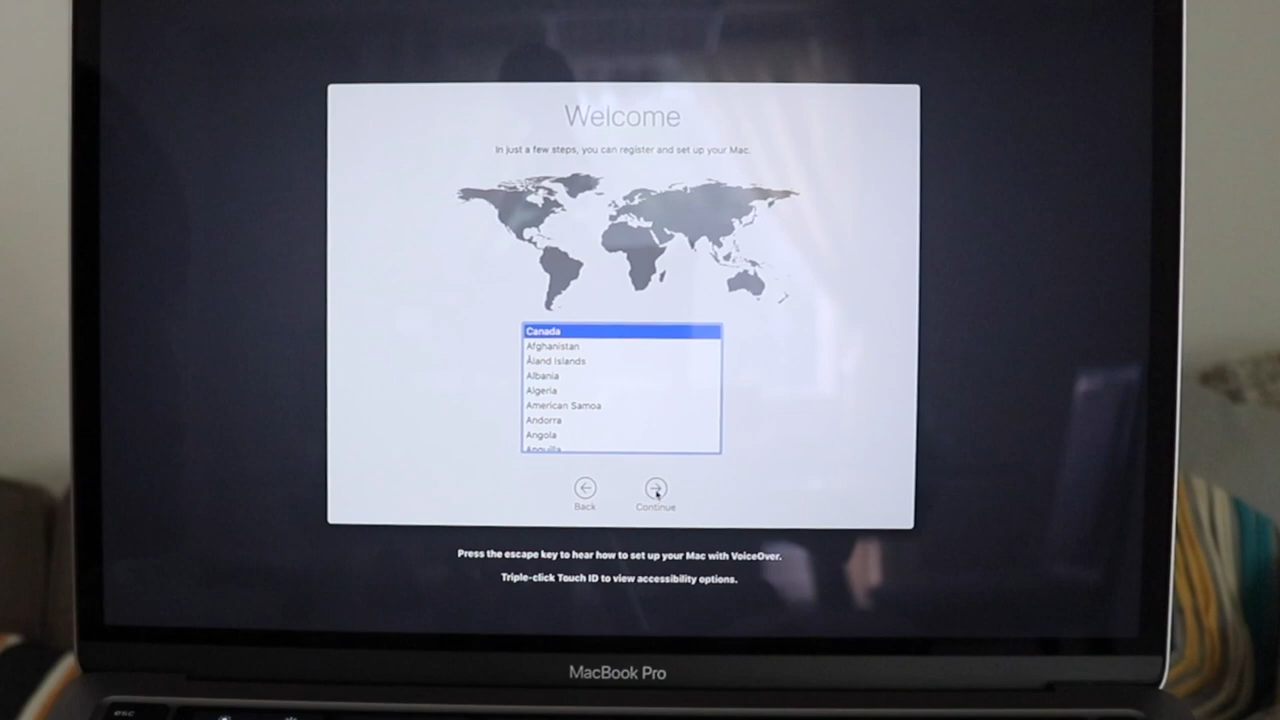 Welcome
In just a few steps, you can register and set up your Mac.
Canada
Afghanistan
Åland Islands
Albania
Algeria
American Samoa
Andorra
Angola
Anguilla
Back
Continue
Press the escape key to hear how to set up your Mac with VoiceOver.
Triple-click Touch ID to view accessibility options.
MacBook Pro
esc